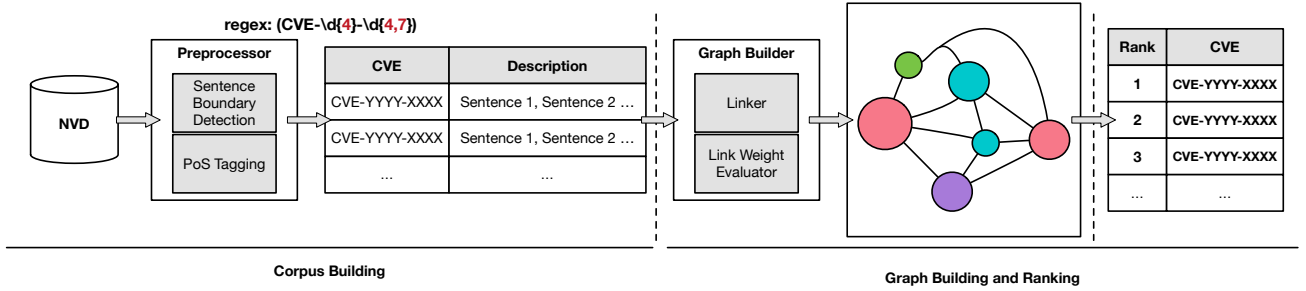 regex: (CVE-\d{4}-\d{4,7})
NVD
Preprocessor
Sentence
Boundary
Detection
PoS Tagging
CVE Description
CVE-YYYY-XXXX Sentence 1, Sentence 2 ...
CVE-YYYY-XXXX Sentence 1, Sentence 2 ...
... ...
Graph Builder
Linker
Link Weight
Evaluator
Rank CVE
1 CVE-YYYY-XXXX
2 CVE-YYYY-XXXX
3 CVE-YYYY-XXXX
... ...
Corpus Building
Graph Building and Ranking